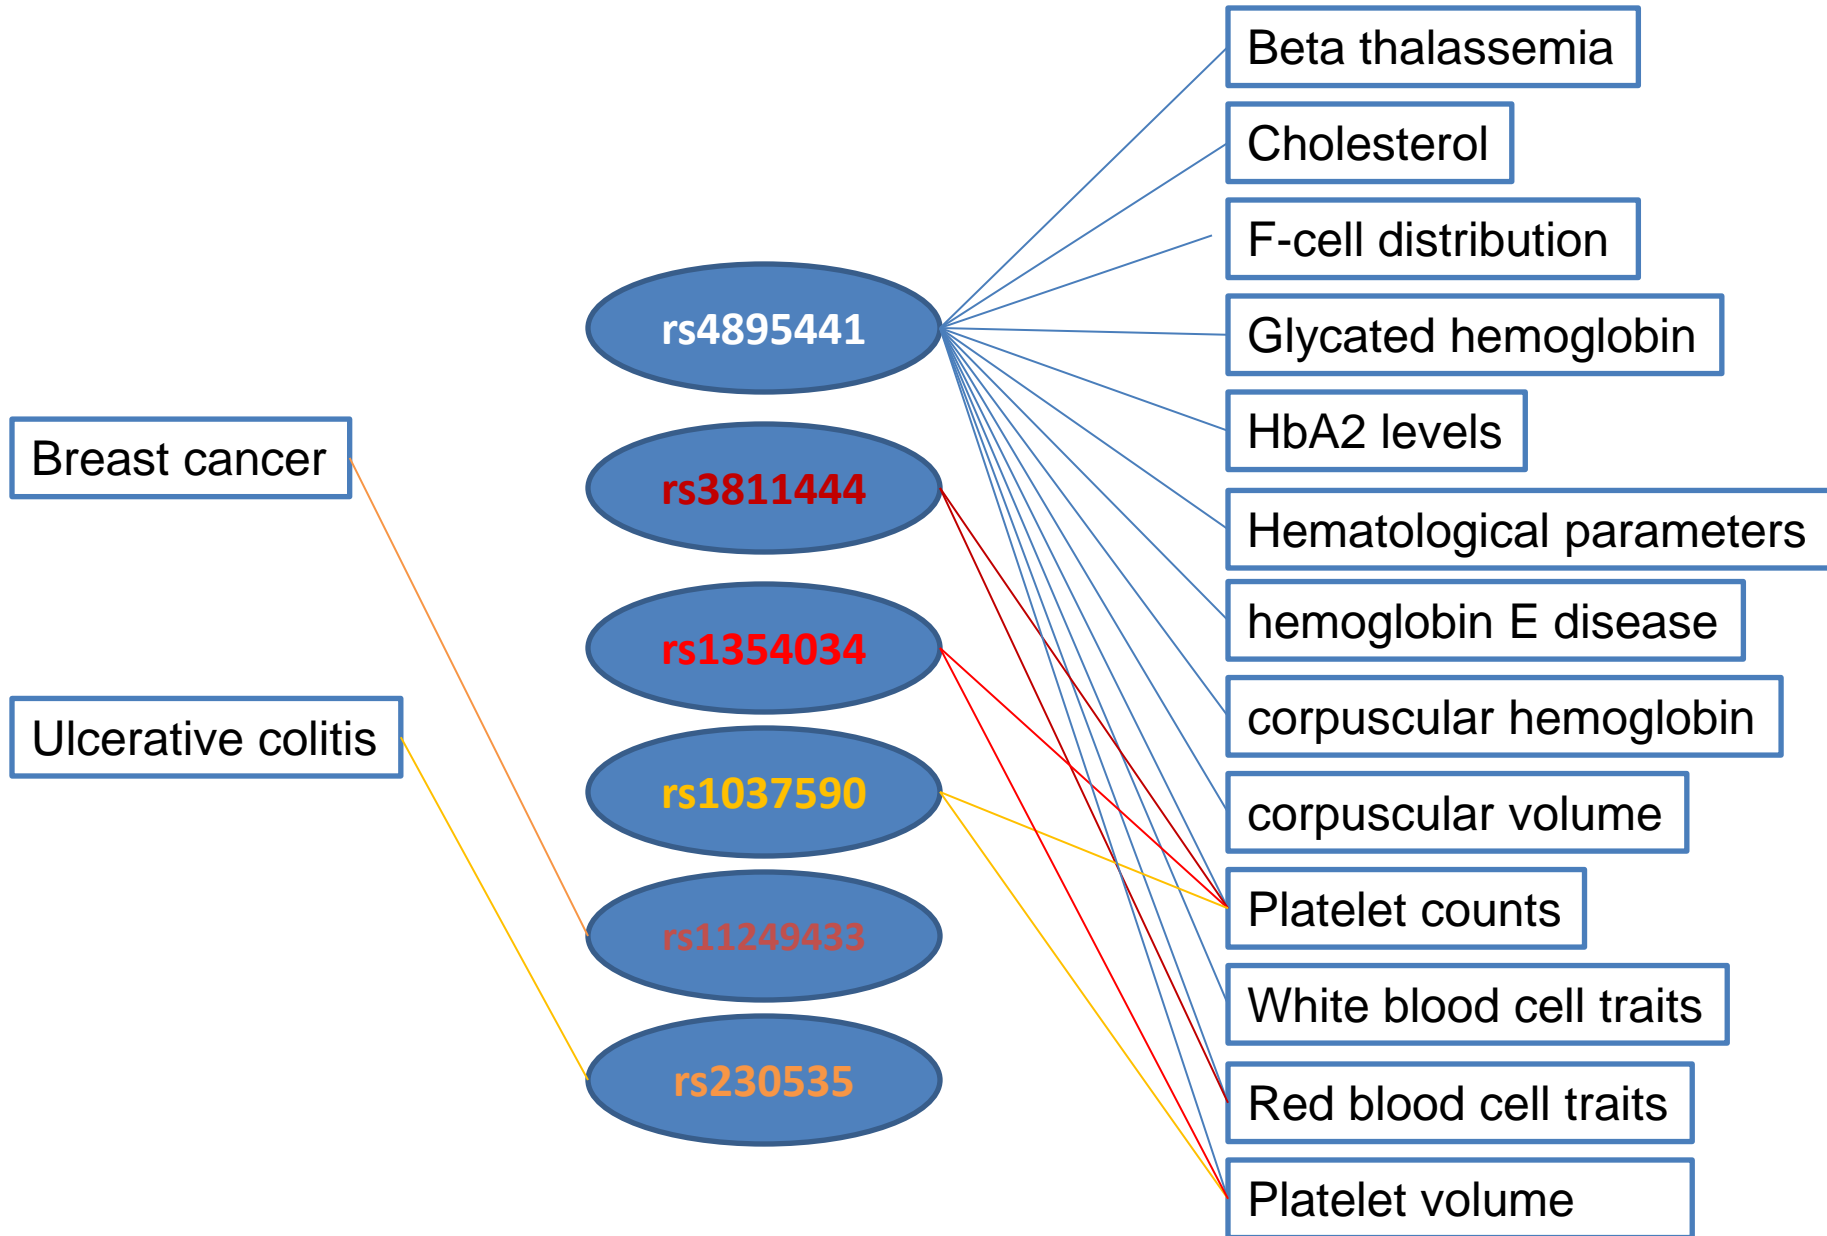 Breast cancer
Ulcerative colitis
rs4895441
rs3811444
rs1354034
rs1037590
rs11249433
rs230535
Beta thalassemia
Cholesterol
F-cell distribution
Glycated hemoglobin
HbA2 levels
Hematological parameters
hemoglobin E disease
corpuscular hemoglobin
corpuscular volume
Platelet counts
White blood cell traits
Red blood cell traits
Platelet volume